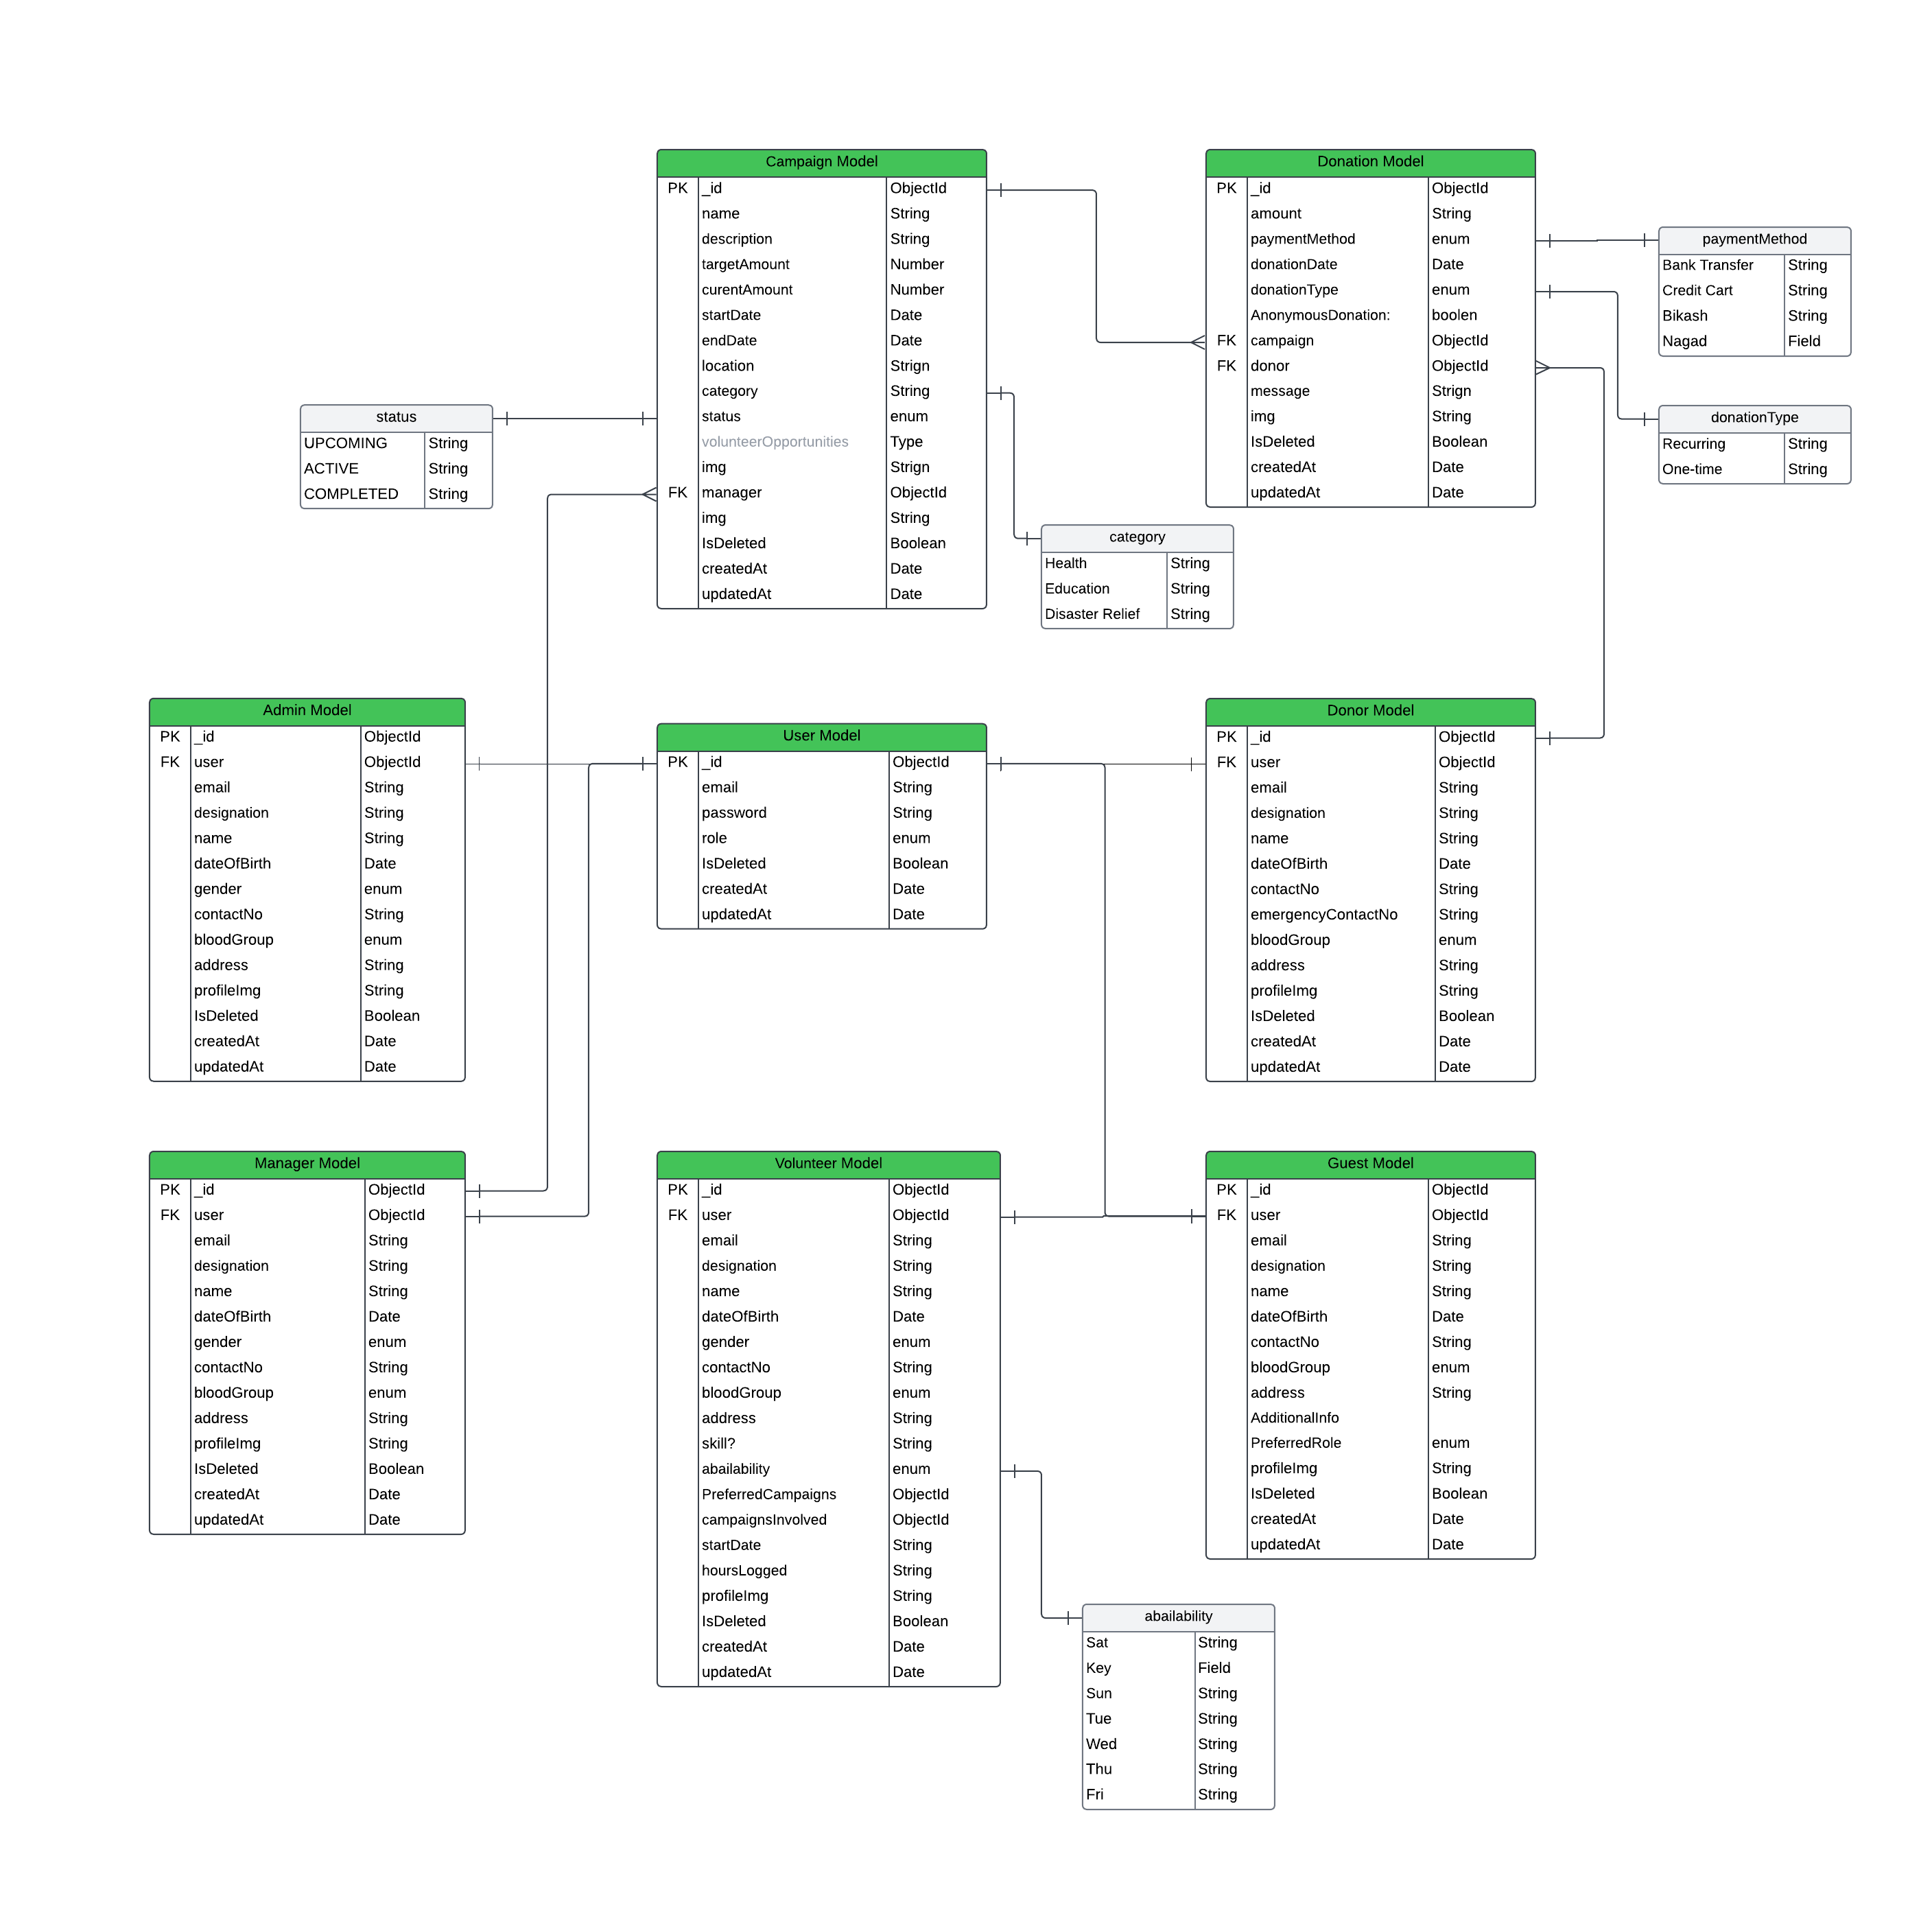 Campaign Model
PK _id ObjectId
name String
description String
targetAmount Number
curentAmount Number
startDate Date
endDate Date
location Strign
category String
status enum
volunteerOpportunities Type
img Strign
FK manager ObjectId
img String
IsDeleted Boolean
createdAt Date
updatedAt Date
Donation Model
PK _id ObjectId
amount String
paymentMethod enum
donationDate Date
donationType enum
AnonymousDonation: boolen
FK campaign ObjectId
FK donor ObjectId
message Strign
img String
IsDeleted Boolean
createdAt Date
updatedAt Date
paymentMethod
Bank Transfer String
Credit Cart String
Bikash String
Nagad Field
donationType
Recurring String
One-time String
status
UPCOMING String
ACTIVE String
COMPLETED String
category
Health String
Education String
Disaster Relief String
Admin Model
PK _id ObjectId
FK user ObjectId
email String
designation String
name String
dateOfBirth Date
gender enum
contactNo String
bloodGroup enum
address String
profileImg String
IsDeleted Boolean
createdAt Date
updatedAt Date
User Model
PK _id ObjectId
email String
password String
role enum
IsDeleted Boolean
createdAt Date
updatedAt Date
Donor Model
PK _id ObjectId
FK user ObjectId
email String
designation String
name String
dateOfBirth Date
contactNo String
emergencyContactNo String
bloodGroup enum
address String
profileImg String
IsDeleted Boolean
createdAt Date
updatedAt Date
Manager Model
PK _id ObjectId
FK user ObjectId
email String
designation String
name String
dateOfBirth Date
gender enum
contactNo String
bloodGroup enum
address String
profileImg String
IsDeleted Boolean
createdAt Date
updatedAt Date
Volunteer Model
PK _id ObjectId
FK user ObjectId
email String
designation String
name String
dateOfBirth Date
gender enum
contactNo String
bloodGroup enum
address String
skill? String
abailability enum
PreferredCampaigns ObjectId
campaignsInvolved ObjectId
startDate String
hoursLogged String
profileImg String
IsDeleted Boolean
createdAt Date
updatedAt Date
Guest Model
PK _id ObjectId
FK user ObjectId
email String
designation String
name String
dateOfBirth Date
contactNo String
bloodGroup enum
address String
AdditionalInfo
PreferredRole enum
profileImg String
IsDeleted Boolean
createdAt Date
updatedAt Date
abailability
Sat String
Key Field
Sun String
Tue String
Wed String
Thu String
Fri String